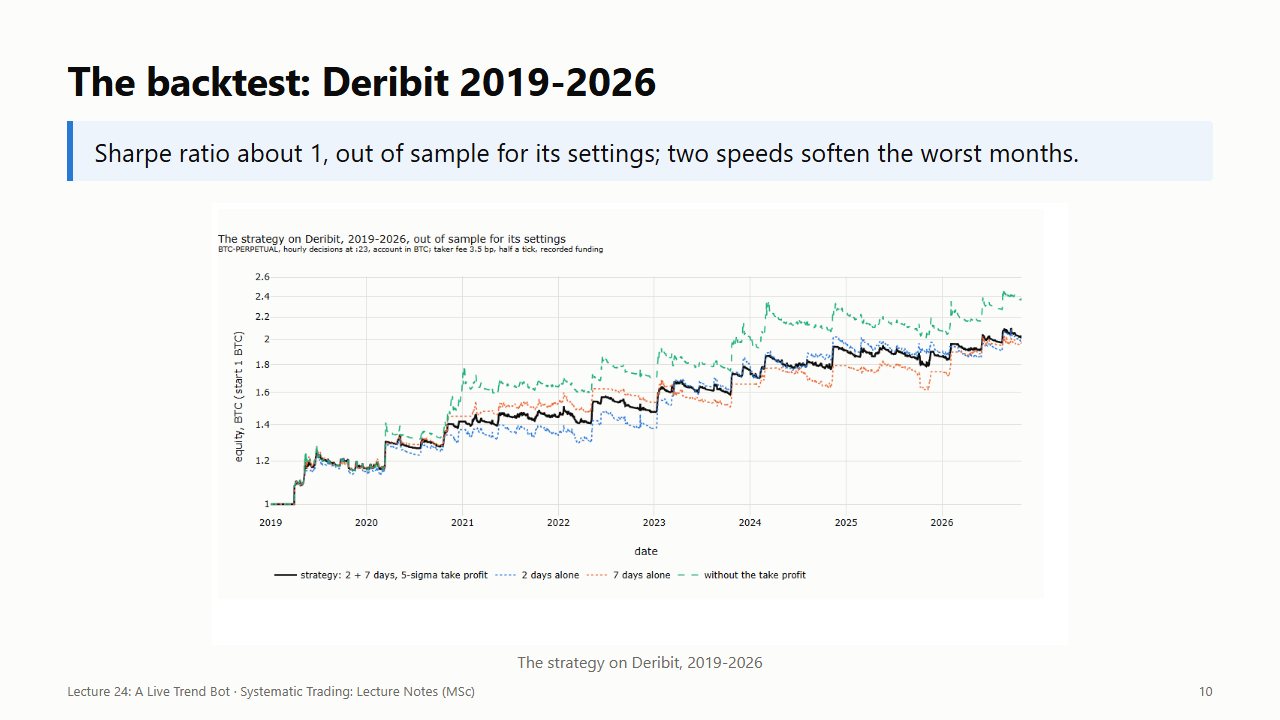 The backtest: Deribit 2019-2026
Sharpe ratio about 1, out of sample for its settings; two speeds soften the worst months.
The strategy on Deribit, 2019-2026, out of sample for its settings
BTC-PERPETUAL, hourly decisions at :23, account in BTC; taker fee 3.5 bp, half a tick, recorded funding
equity, BTC (start 1 BTC)
2.6
2.4
2.2
2
1.8
1.6
1.4
1.2
1
2019 2020 2021 2022 2023 2024 2025 2026
date
strategy: 2 + 7 days, 5-sigma take profit 2 days alone 7 days alone without the take profit
The strategy on Deribit, 2019-2026
Lecture 24: A Live Trend Bot · Systematic Trading: Lecture Notes (MSc) 10